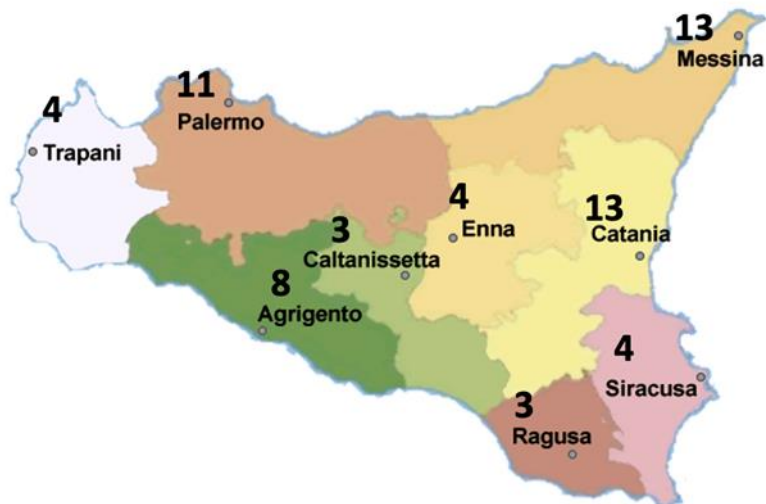 13
Messina
11
Palermo
4
Trapani
4
Enna
13
Catania
3
Caltanissetta
8
Agrigento
4
Siracusa
3
Ragusa